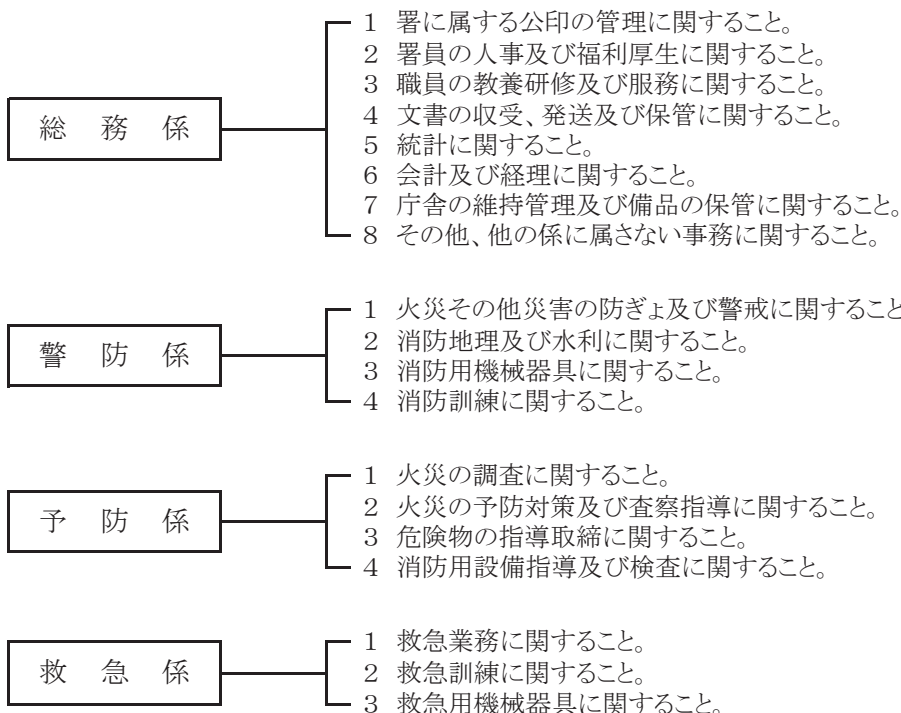 総務係
1 署に属する公印の管理に関すること。
2 署員の人事及び福利厚生に関すること。
3 職員の教養研修及び服務に関すること。
4 文書の収受、発送及び保管に関すること。
5 統計に関すること。
6 会計及び経理に関すること。
7 庁舎の維持管理及び備品の保管に関すること。
8 その他、他の係に属さない事務に関すること。
警防係
1 火災その他災害の防ぎょ及び警戒に関すること
2 消防地理及び水利に関すること。
3 消防用機械器具に関すること。
4 消防訓練に関すること。
予防係
1 火災の調査に関すること。
2 火災の予防対策及び査察指導に関すること。
3 危険物の指導取締に関すること。
4 消防用設備指導及び検査に関すること。
救急係
1 救急業務に関すること。
2 救急訓練に関すること。
3 救急用機械器具に関すること。